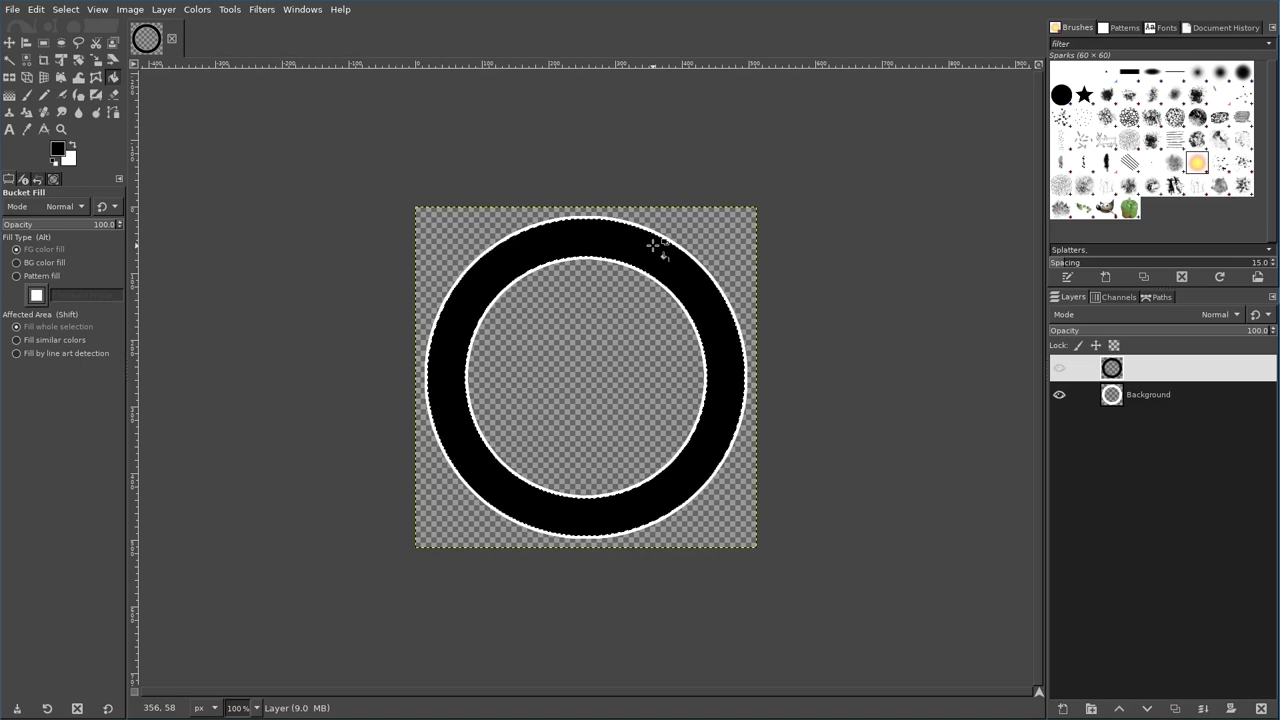 File Edit Select View Image Layer Colors Tools Filters Windows Help
Brushes Patterns Fonts Document History
filter
Sparks (60 × 60)
Bucket Fill
Mode Normal
Opacity 100.0
Fill Type (Alt)
FG color fill
BG color fill
Pattern fill
Affected Area (Shift)
Fill whole selection
Fill similar colors
Fill by line art detection
Splatters,
Spacing 15.0
Layers Channels Paths
Mode Normal
Opacity 100.0
Lock:
Background
356, 58 px 100% Layer (9.0 MB)